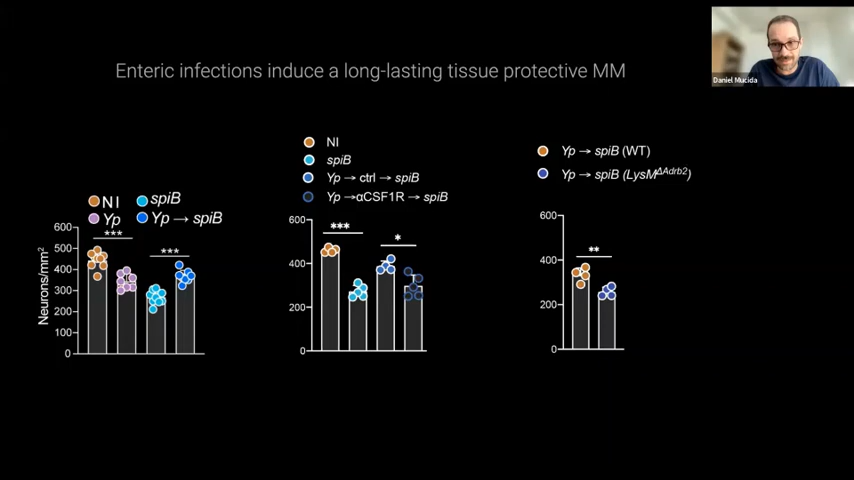 Enteric infections induce a long-lasting tissue protective MM
Daniel Mucida
NI
spiB
Yp
Yp → spiB
***
***
600
500
400
300
200
100
0
Neurons/mm²
NI
spiB
Yp → ctrl → spiB
Yp → αCSF1R → spiB
***
*
600
400
200
0
Yp → spiB (WT)
Yp → spiB (LysM^ΔAdrb2)
**
600
400
200
0